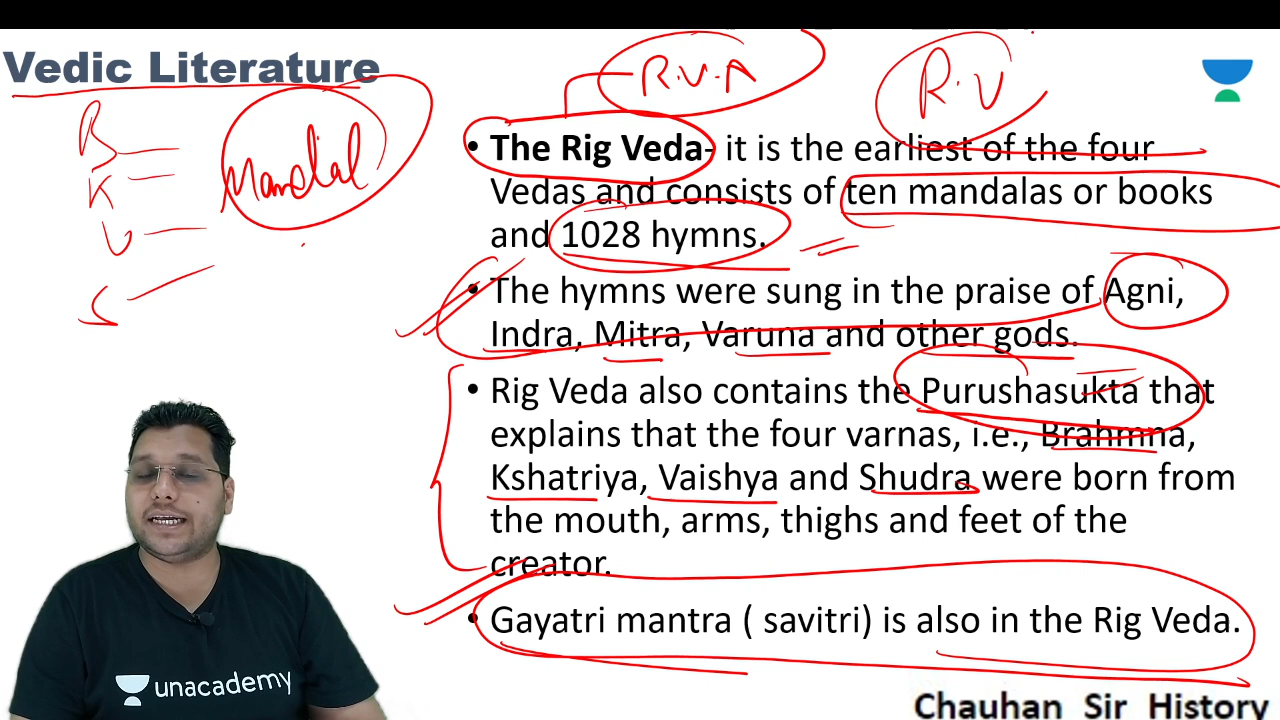 Vedic Literature
R.V.A
R.V
B
K
V
S
Mandal
• The Rig Veda- it is the earliest of the four
Vedas and consists of ten mandalas or books
and 1028 hymns.
• The hymns were sung in the praise of Agni,
Indra, Mitra, Varuna and other gods.
• Rig Veda also contains the Purushasukta that
explains that the four varnas, i.e., Brahmna,
Kshatriya, Vaishya and Shudra were born from
the mouth, arms, thighs and feet of the
creator.
• Gayatri mantra ( savitri) is also in the Rig Veda.
unacademy
Chauhan Sir History